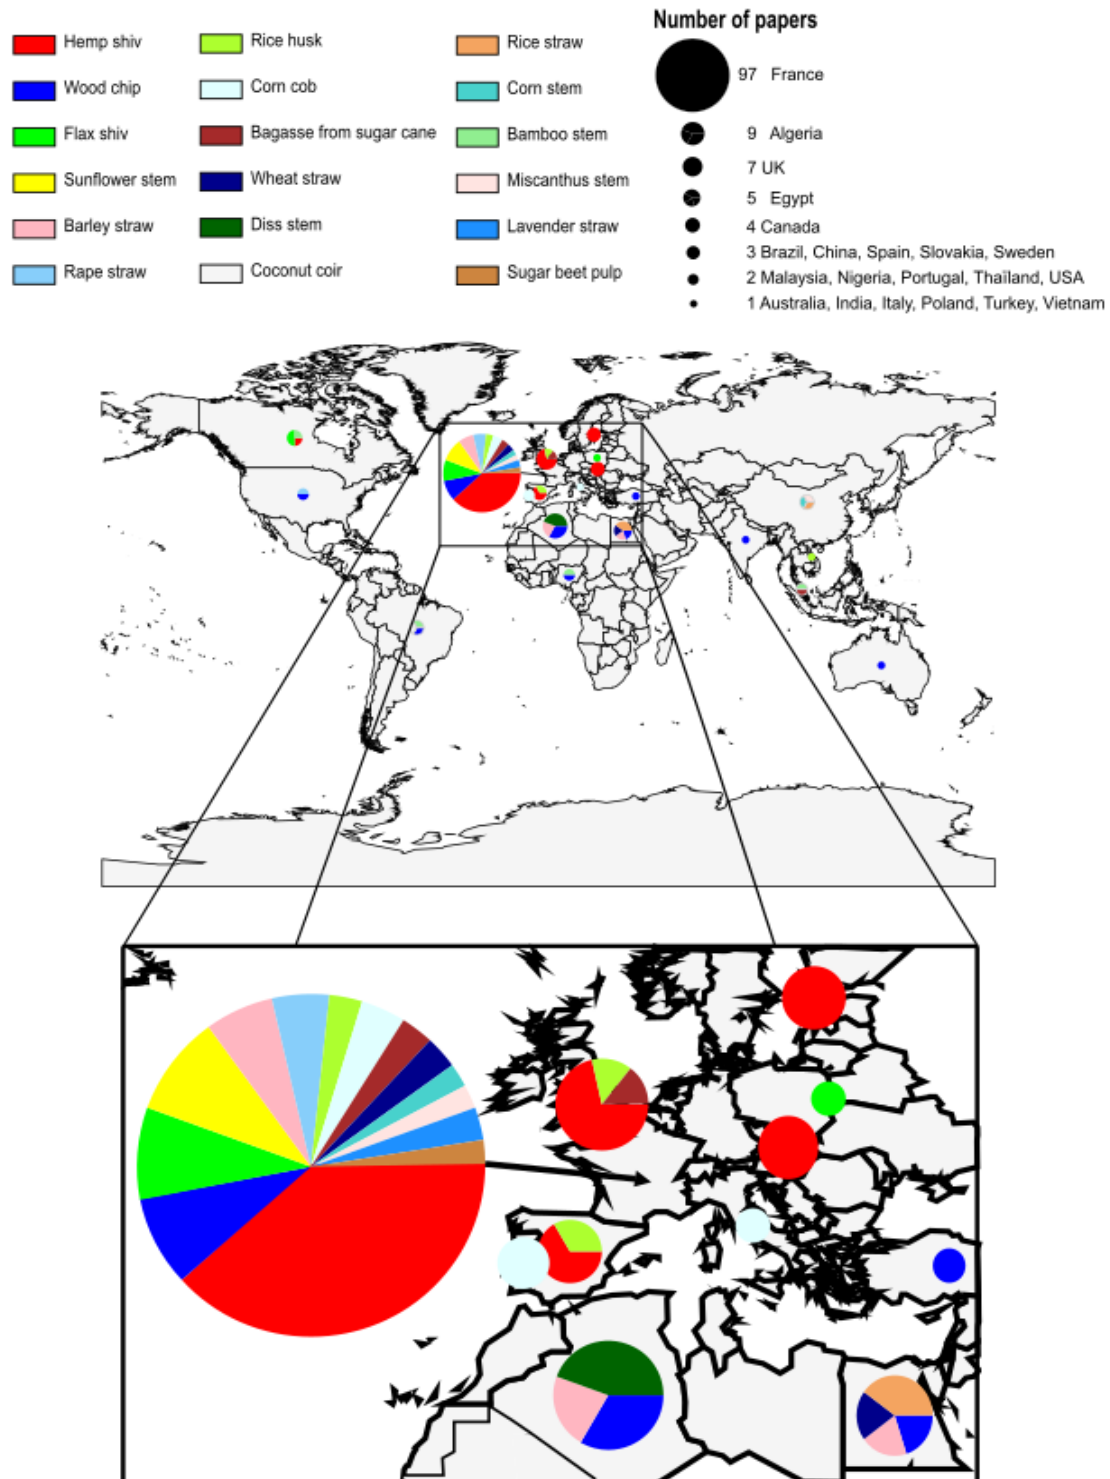 Number of papers
Hemp shiv
Rice husk
Rice straw
Wood chip
Corn cob
Corn stem
97 France
Flax shiv
Bagasse from sugar cane
Bamboo stem
9 Algeria
Sunflower stem
Wheat straw
Miscanthus stem
7 UK
5 Egypt
Barley straw
Diss stem
Lavender straw
4 Canada
3 Brazil, China, Spain, Slovakia, Sweden
Rape straw
Coconut coir
Sugar beet pulp
2 Malaysia, Nigeria, Portugal, Thaïland, USA
1 Australia, India, Italy, Poland, Turkey, Vietnam